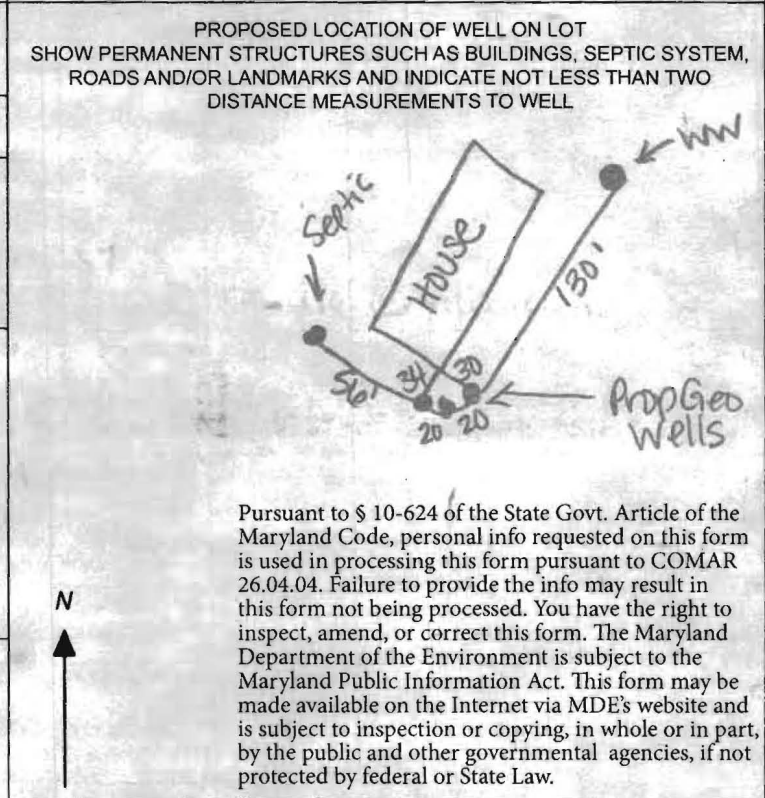 PROPOSED LOCATION OF WELL ON LOT
SHOW PERMANENT STRUCTURES SUCH AS BUILDINGS, SEPTIC SYSTEM,
ROADS AND/OR LANDMARKS AND INDICATE NOT LESS THAN TWO
DISTANCE MEASUREMENTS TO WELL
WW
Septic
House
130'
56'
34
30
20
20
Prop Geo
Wells
Pursuant to § 10-624 of the State Govt. Article of the
Maryland Code, personal info requested on this form
is used in processing this form pursuant to COMAR
26.04.04. Failure to provide the info may result in
this form not being processed. You have the right to
inspect, amend, or correct this form. The Maryland
Department of the Environment is subject to the
Maryland Public Information Act. This form may be
made available on the Internet via MDE's website and
is subject to inspection or copying, in whole or in part,
by the public and other governmental agencies, if not
protected by federal or State Law.
N